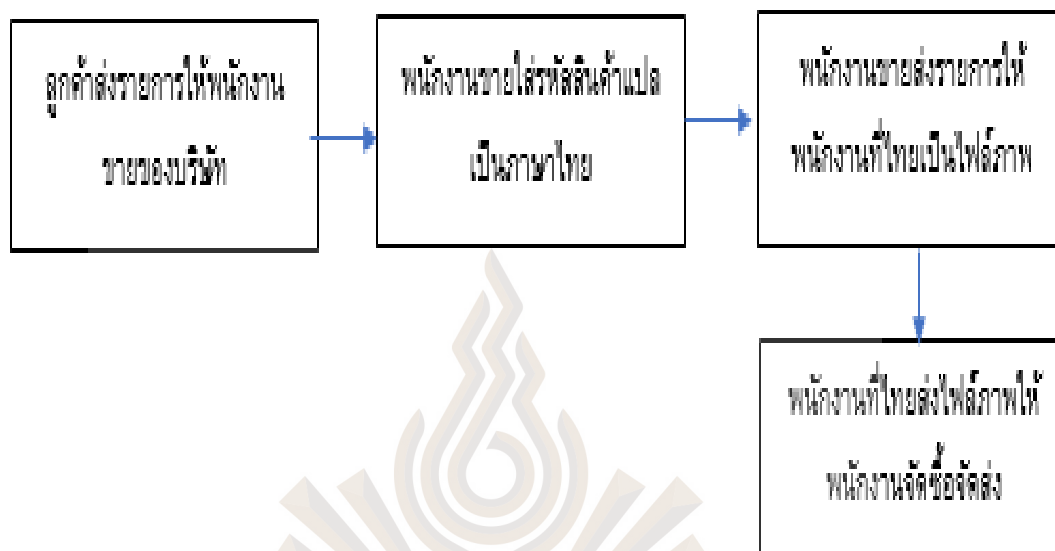 ลูกค้าส่งรายการให้พนักงาน
ขายของบริษัท
พนักงานขายใส่รหัสสินค้าแปล
เป็นภาษาไทย
พนักงานขายส่งรายการให้
พนักงานที่ไทยเป็นไฟล์ภาพ
พนักงานที่ไทยส่งไฟล์ภาพให้
พนักงานจัดซื้อจัดส่ง